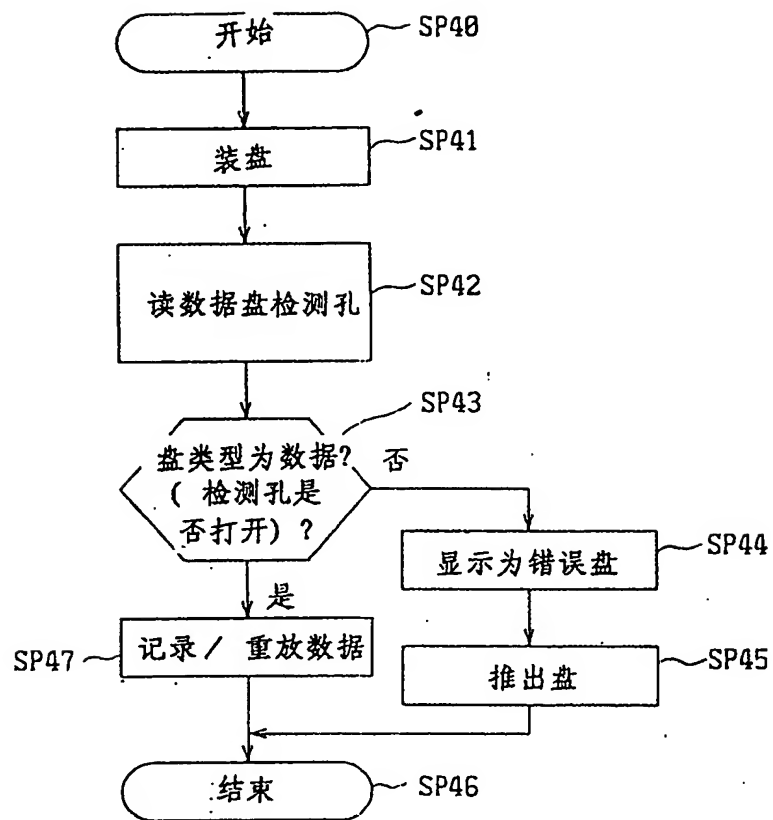 开始
SP40
装盘
SP41
读数据盘检测孔
SP42
SP43
盘类型为数据?
(检测孔是
否打开)?
否
是
显示为错误盘
SP44
SP47
记录/重放数据
推出盘
SP45
结束
SP46